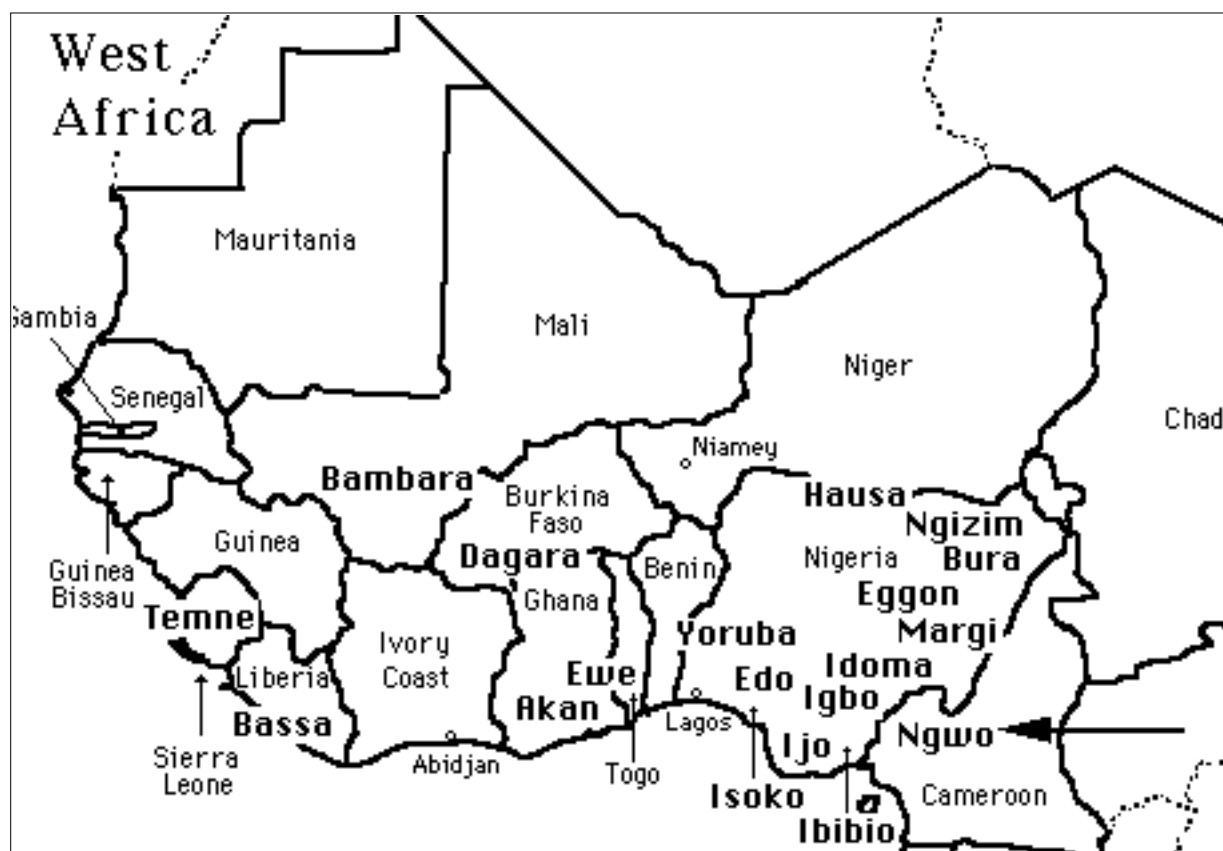 West
Africa
Mauritania
Gambia
Mali
Niger
Senegal
Chad
Niamey
Bambara
Burkina
Faso
Hausa
Ngizim
Guinea
Dagara
Nigeria
Bura
Benin
Guinea
Bissau
Eggon
Ghana
Temne
Margi
Yoruba
Ivory
Coast
Idoma
Liberia
Ewe
Edo
Igbo
Akan
Bassa
Lagos
Ngwo
Ijo
Sierra
Leone
Abidjan
Togo
Isoko
Cameroon
Ibibio